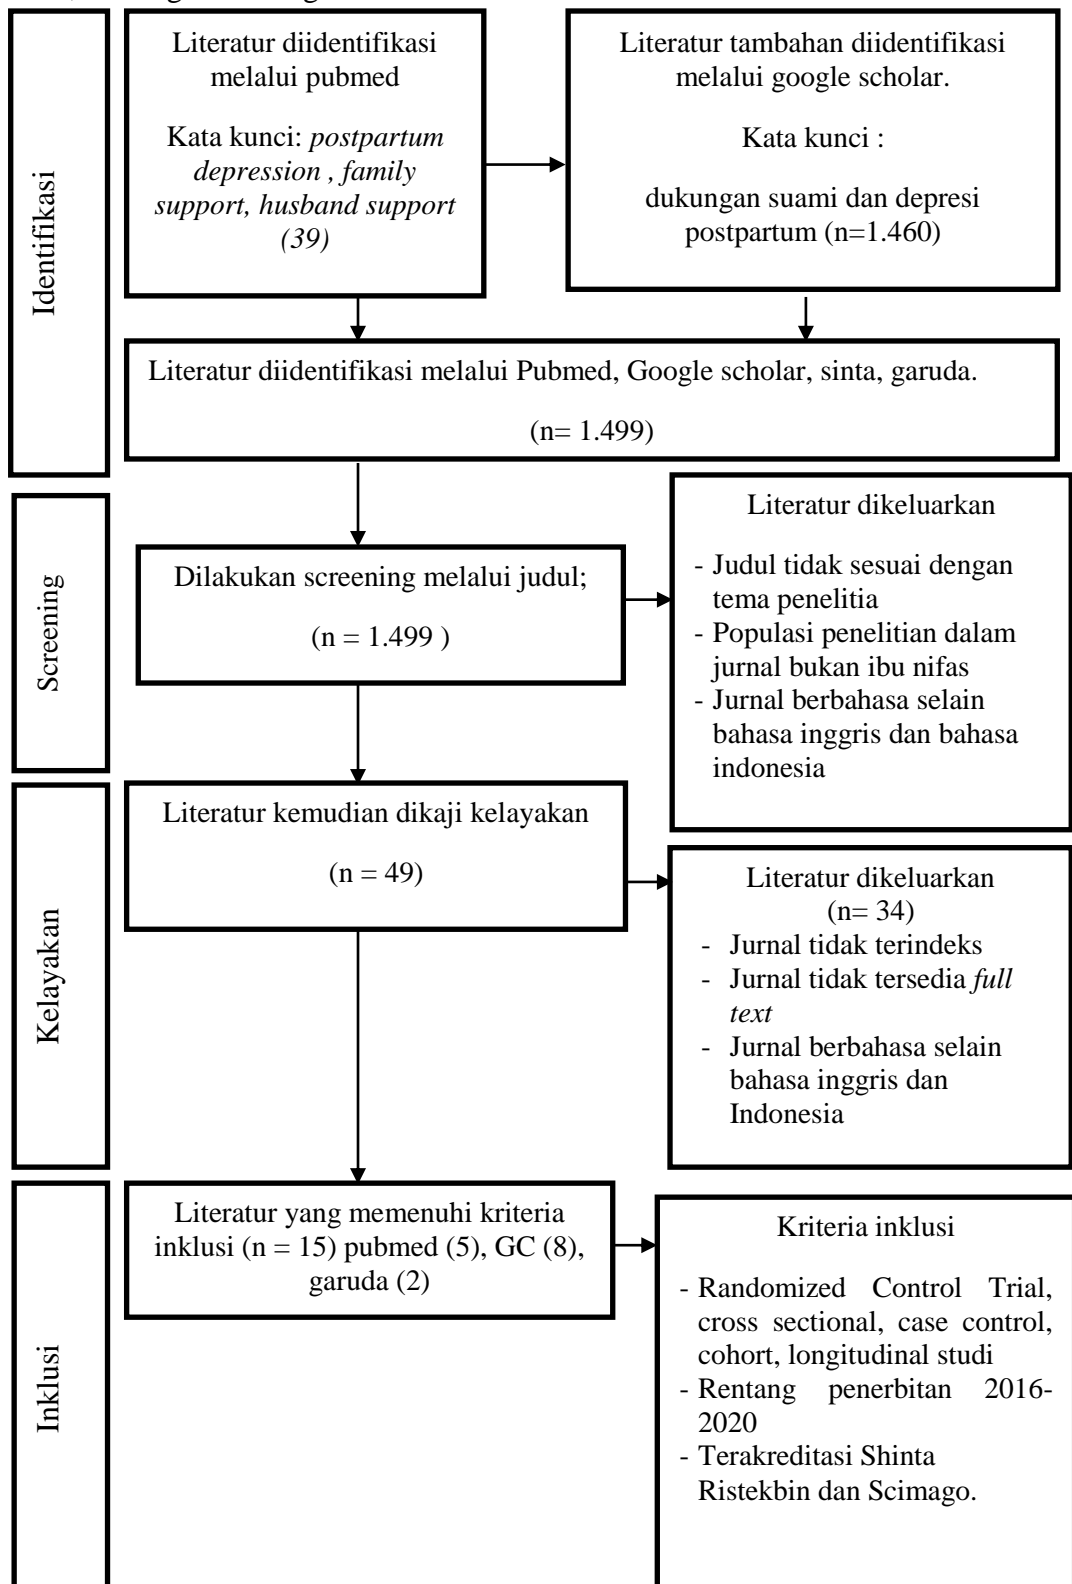 Identifikasi
Literatur diidentifikasi
melalui pubmed
Kata kunci: postpartum
depression , family
support, husband support
(39)
Literatur tambahan diidentifikasi
melalui google scholar.
Kata kunci :
dukungan suami dan depresi
postpartum (n=1.460)
Literatur diidentifikasi melalui Pubmed, Google scholar, sinta, garuda.
(n= 1.499)
Screening
Dilakukan screening melalui judul;
(n = 1.499 )
Literatur dikeluarkan
- Judul tidak sesuai dengan
tema penelitia
- Populasi penelitian dalam
jurnal bukan ibu nifas
- Jurnal berbahasa selain
bahasa inggris dan bahasa
indonesia
Kelayakan
Literatur kemudian dikaji kelayakan
(n = 49)
Literatur dikeluarkan
(n= 34)
- Jurnal tidak terindeks
- Jurnal tidak tersedia full
text
- Jurnal berbahasa selain
bahasa inggris dan
Indonesia
Inklusi
Literatur yang memenuhi kriteria
inklusi (n = 15) pubmed (5), GC (8),
garuda (2)
Kriteria inklusi
- Randomized Control Trial,
cross sectional, case control,
cohort, longitudinal studi
- Rentang penerbitan 2016-
2020
- Terakreditasi Shinta
Ristekbin dan Scimago.